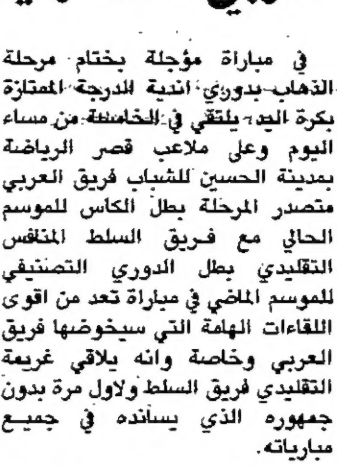 في مباراة مؤجلة بختام مرحلة
الذهاب بدوري اندية الدرجة الممتازة
بكرة اليد يلتقي في الخامسة من مساء
اليوم وعلى ملاعب قصر الرياضة
بمدينة الحسين للشباب فريق العربي
متصدر المرحلة بطل الكاس للموسم
الحالي مع فريق السلط المنافس
التقليدي بطل الدوري التصنيفي
للموسم الماضي في مباراة تعد من اقوى
اللقاءات الهامة التي سيخوضها فريق
العربي وخاصة وانه يلاقي غريمة
التقليدي فريق السلط ولاول مرة بدون
جمهوره الذي يسانده في جميع
مبارياته.